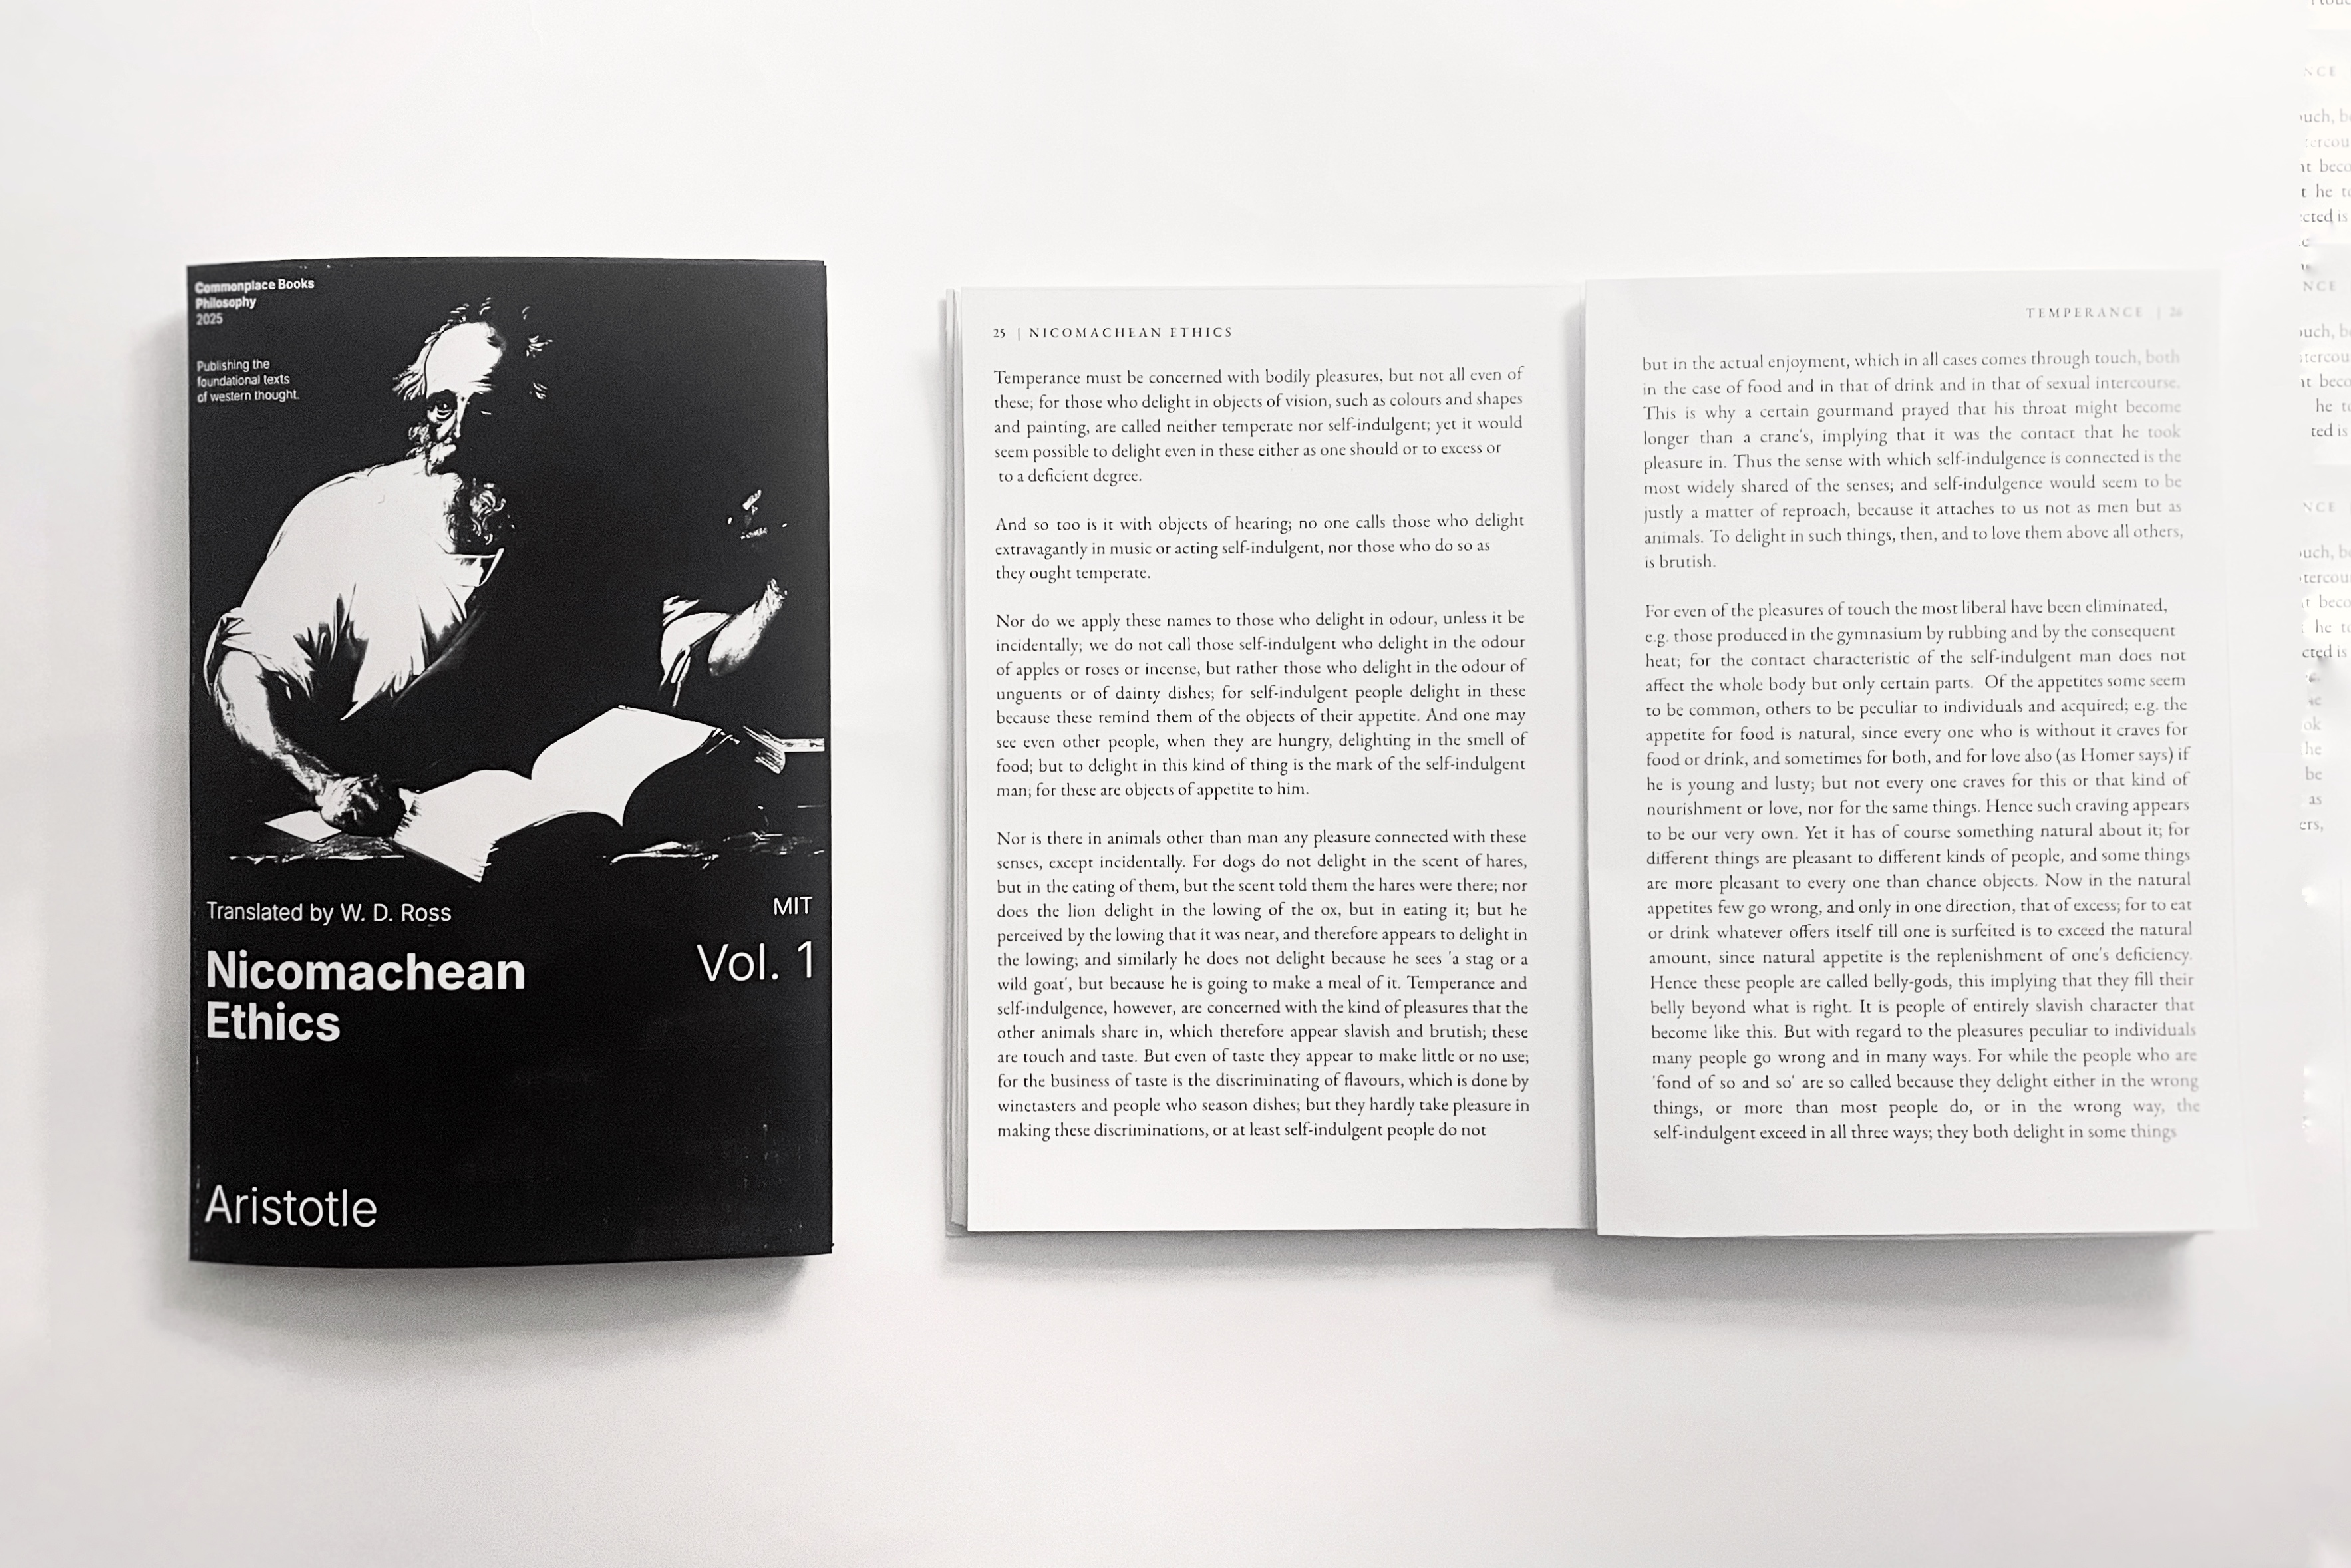 Commonplace Books
Philosophy
2025
Publishing the
foundational texts
of western thought.
Translated by W. D. Ross
MIT
Nicomachean
Ethics
Vol. 1
Aristotle
25 | NICOMACHEAN ETHICS
Temperance must be concerned with bodily pleasures, but not all even of
these; for those who delight in objects of vision, such as colours and shapes
and painting, are called neither temperate nor self-indulgent; yet it would
seem possible to delight even in these either as one should or to excess or
to a deficient degree.
And so too is it with objects of hearing; no one calls those who delight
extravagantly in music or acting self-indulgent, nor those who do so as
they ought temperate.
Nor do we apply these names to those who delight in odour, unless it be
incidentally; we do not call those self-indulgent who delight in the odour
of apples or roses or incense, but rather those who delight in the odour of
unguents or of dainty dishes; for self-indulgent people delight in these
because these remind them of the objects of their appetite. And one may
see even other people, when they are hungry, delighting in the smell of
food; but to delight in this kind of thing is the mark of the self-indulgent
man; for these are objects of appetite to him.
Nor is there in animals other than man any pleasure connected with these
senses, except incidentally. For dogs do not delight in the scent of hares,
but in the eating of them, but the scent told them the hares were there; nor
does the lion delight in the lowing of the ox, but in eating it; but he
perceived by the lowing that it was near, and therefore appears to delight in
the lowing; and similarly he does not delight because he sees 'a stag or a
wild goat', but because he is going to make a meal of it. Temperance and
self-indulgence, however, are concerned with the kind of pleasures that the
other animals share in, which therefore appear slavish and brutish; these
are touch and taste. But even of taste they appear to make little or no use;
for the business of taste is the discriminating of flavours, which is done by
winetasters and people who season dishes; but they hardly take pleasure in
making these discriminations, or at least self-indulgent people do not
TEMPERANCE | 26
but in the actual enjoyment, which in all cases comes through touch, both
in the case of food and in that of drink and in that of sexual intercourse.
This is why a certain gourmand prayed that his throat might become
longer than a crane's, implying that it was the contact that he took
pleasure in. Thus the sense with which self-indulgence is connected is the
most widely shared of the senses; and self-indulgence would seem to be
justly a matter of reproach, because it attaches to us not as men but as
animals. To delight in such things, then, and to love them above all others,
is brutish.
For even of the pleasures of touch the most liberal have been eliminated,
e.g. those produced in the gymnasium by rubbing and by the consequent
heat; for the contact characteristic of the self-indulgent man does not
affect the whole body but only certain parts. Of the appetites some seem
to be common, others to be peculiar to individuals and acquired; e.g. the
appetite for food is natural, since every one who is without it craves for
food or drink, and sometimes for both, and for love also (as Homer says) if
he is young and lusty; but not every one craves for this or that kind of
nourishment or love, nor for the same things. Hence such craving appears
to be our very own. Yet it has of course something natural about it; for
different things are pleasant to different kinds of people, and some things
are more pleasant to every one than chance objects. Now in the natural
appetites few go wrong, and only in one direction, that of excess; for to eat
or drink whatever offers itself till one is surfeited is to exceed the natural
amount, since natural appetite is the replenishment of one's deficiency.
Hence these people are called belly-gods, this implying that they fill their
belly beyond what is right. It is people of entirely slavish character that
become like this. But with regard to the pleasures peculiar to individuals
many people go wrong and in many ways. For while the people who are
'fond of so and so' are so called because they delight either in the wrong
things, or more than most people do, or in the wrong way, the
self-indulgent exceed in all three ways; they both delight in some things